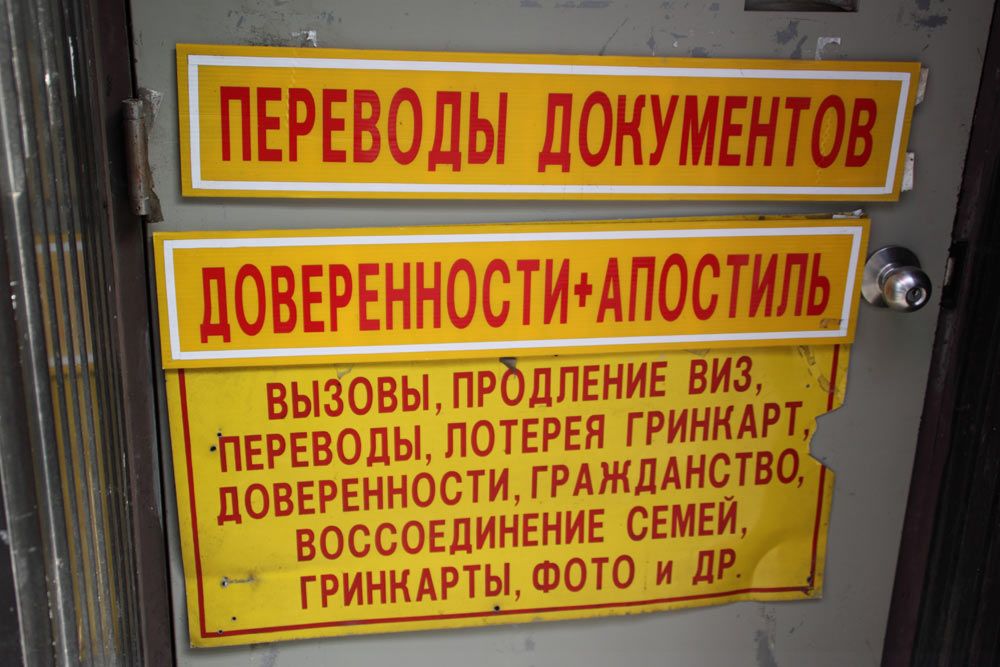 ПЕРЕВОДЫ ДОКУМЕНТОВ
ДОВЕРЕННОСТИ+АПОСТИЛЬ
ВЫЗОВЫ, ПРОДЛЕНИЕ ВИЗ,
ПЕРЕВОДЫ, ЛОТЕРЕЯ ГРИНКАРТ,
ДОВЕРЕННОСТИ, ГРАЖДАНСТВО,
ВОССОЕДИНЕНИЕ СЕМЕЙ,
ГРИНКАРТЫ, ФОТО и ДР.